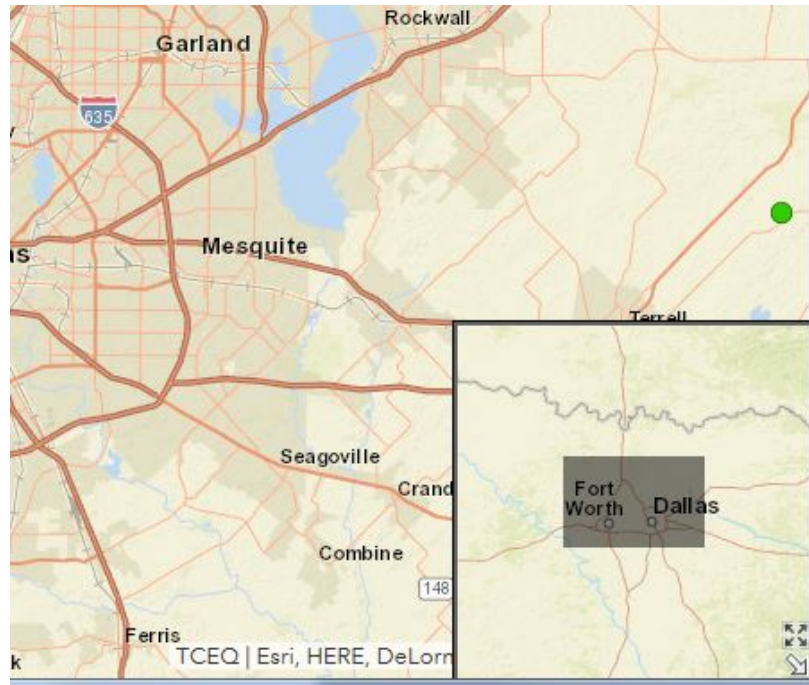 Rockwall
Garland
635
Mesquite
as
Terrell
Seagoville
Crand
Fort
Worth
Dallas
Combine
148
Ferris
TCEQ | Esri, HERE, DeLorn
k